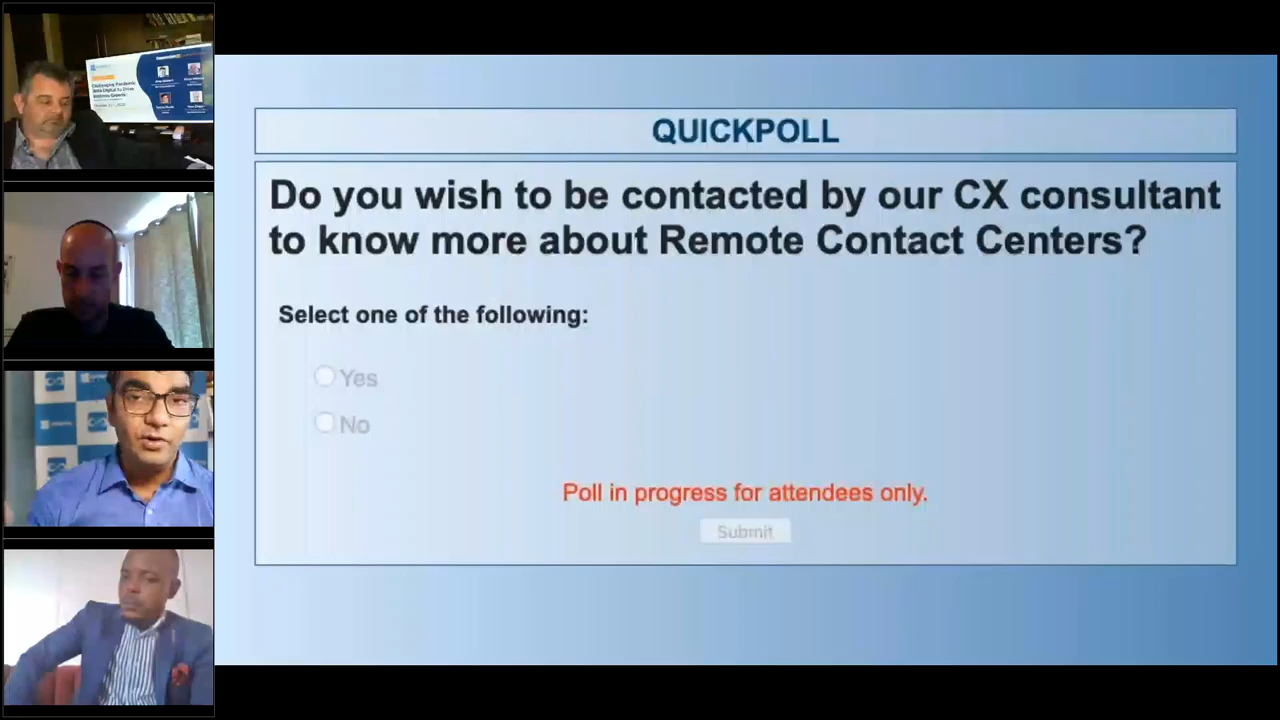 QUICKPOLL
Do you wish to be contacted by our CX consultant
to know more about Remote Contact Centers?
Select one of the following:
Yes
No
Poll in progress for attendees only.
Submit